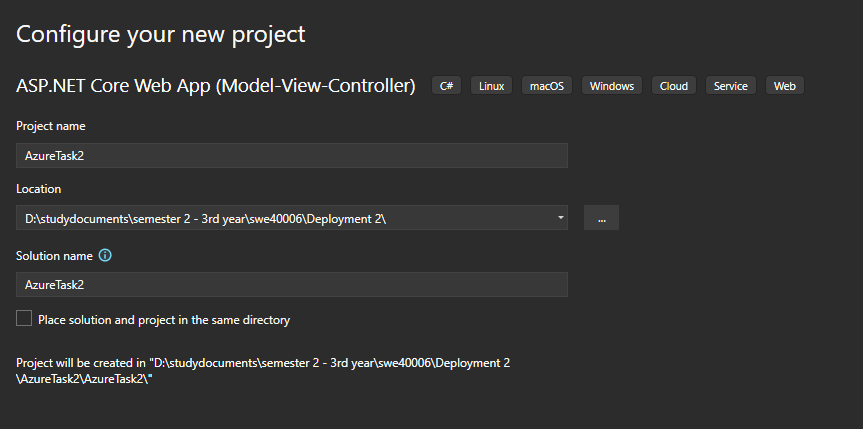 Configure your new project
ASP.NET Core Web App (Model-View-Controller) C# Linux macOS Windows Cloud Service Web
Project name
AzureTask2
Location
D:\studydocuments\semester 2 - 3rd year\swe40006\Deployment 2\
...
Solution name
AzureTask2
Place solution and project in the same directory
Project will be created in "D:\studydocuments\semester 2 - 3rd year\swe40006\Deployment 2
\AzureTask2\AzureTask2\"